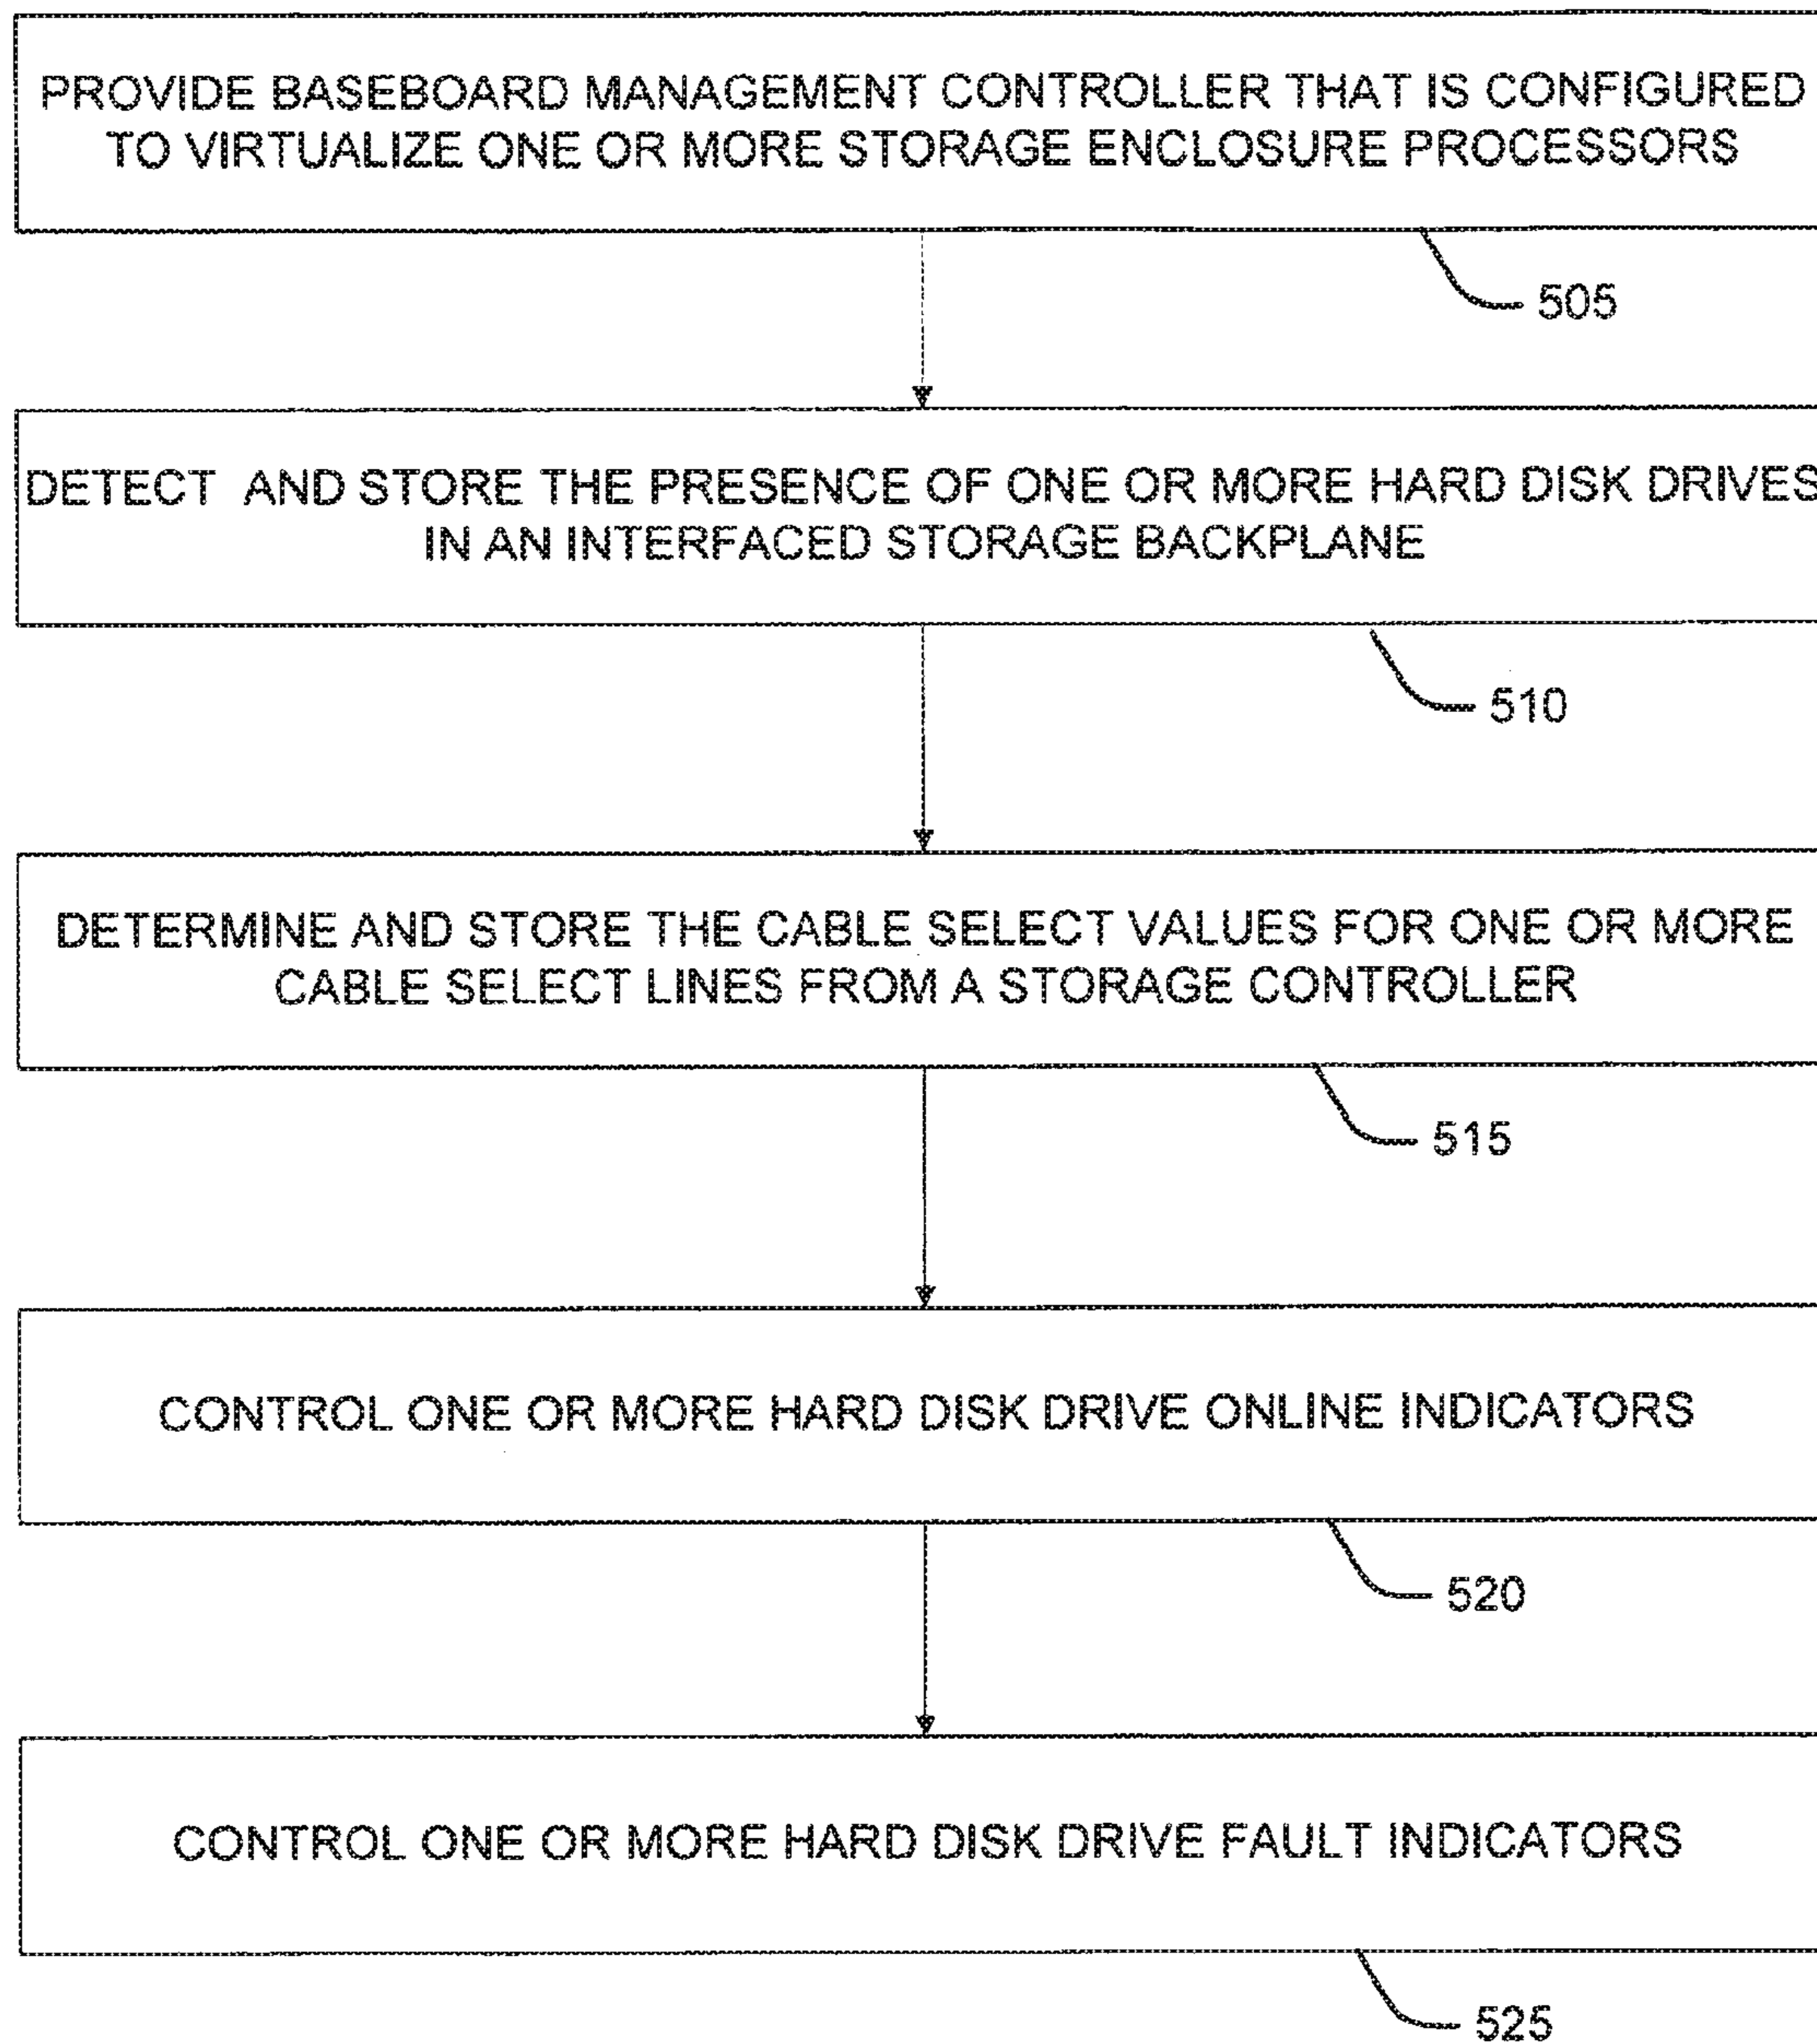 PROVIDE BASEBOARD MANAGEMENT CONTROLLER THAT IS CONFIGURED
TO VIRTUALIZE ONE OR MORE STORAGE ENCLOSURE PROCESSORS
505
DETECT AND STORE THE PRESENCE OF ONE OR MORE HARD DISK DRIVES
IN AN INTERFACED STORAGE BACKPLANE
510
DETERMINE AND STORE THE CABLE SELECT VALUES FOR ONE OR MORE
CABLE SELECT LINES FROM A STORAGE CONTROLLER
515
CONTROL ONE OR MORE HARD DISK DRIVE ONLINE INDICATORS
520
CONTROL ONE OR MORE HARD DISK DRIVE FAULT INDICATORS
525